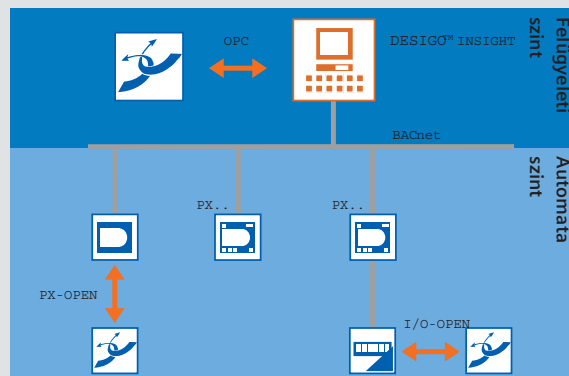 OPC
DESIGO™ INSIGHT
Felügyeleti
szint
BACnet
Automata
szint
PX..
PX..
PX-OPEN
I/O-OPEN